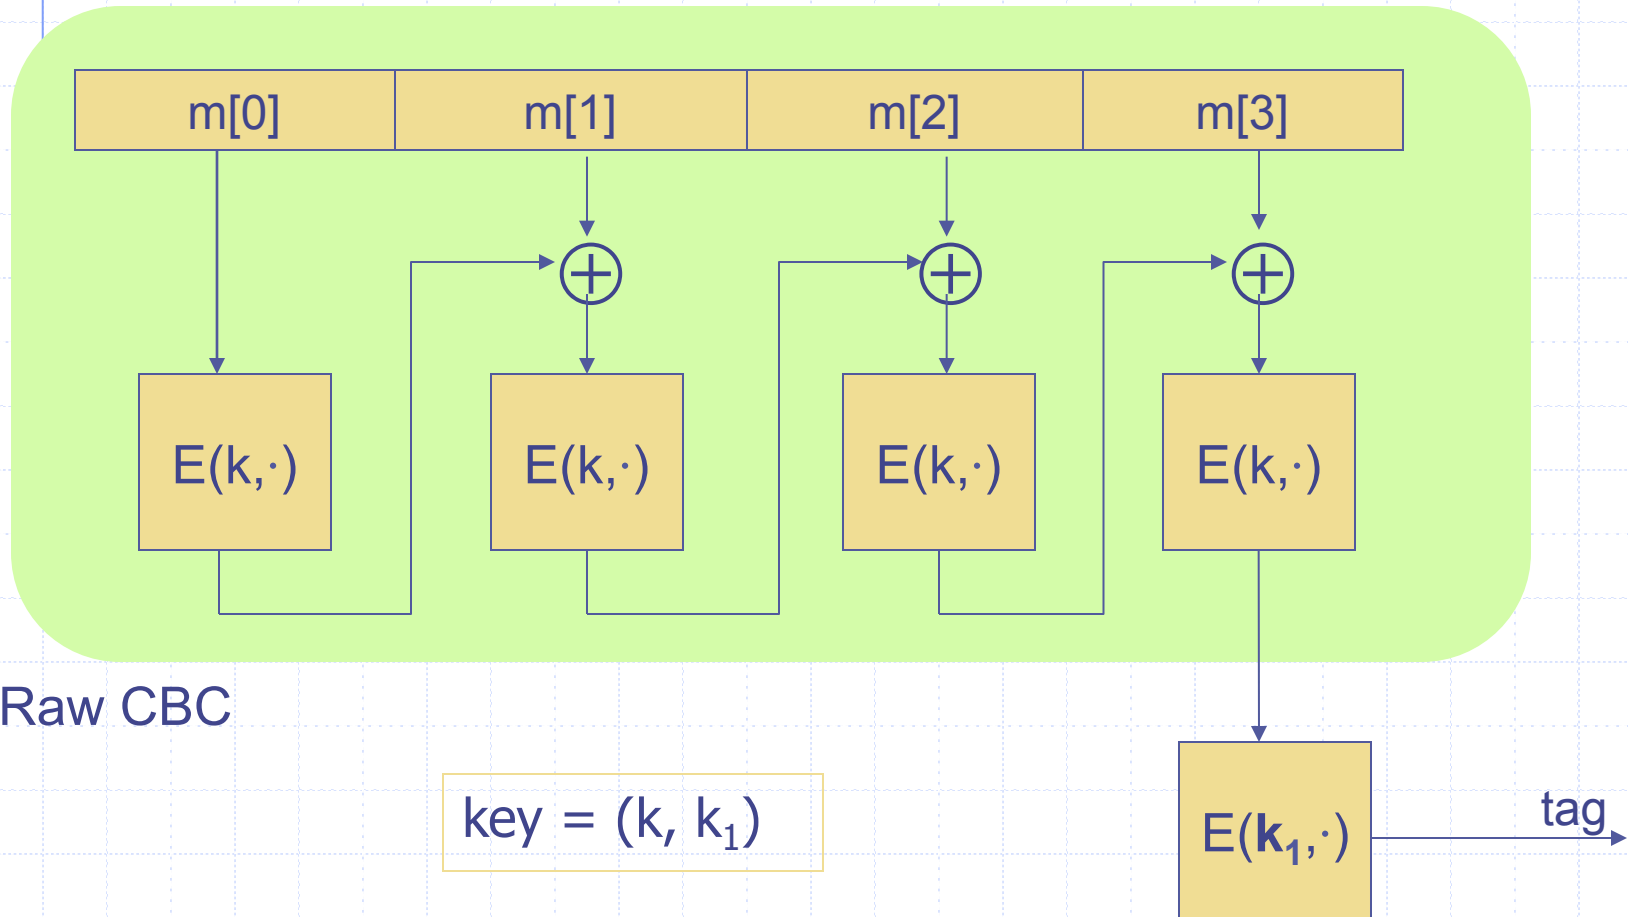 m[0] m[1] m[2] m[3]
E(k,·) E(k,·) E(k,·) E(k,·)
Raw CBC
key = (k, k₁)
tag
E(k₁,·)